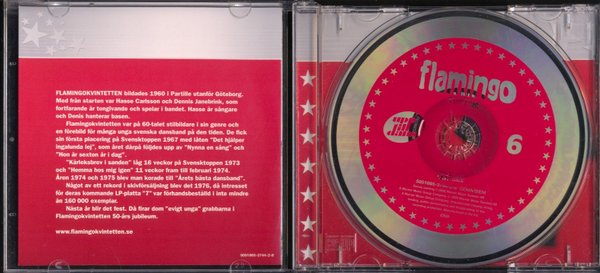 FLAMINGOKVINTETTEN bildades 1960 i Partille utanför Göteborg.
Med från starten var Hasse Carlsson och Dennis Janebrink, som
fortfarande är tongivande och spelar i bandet. Hasse är sångare
och Denis hanterar basen.
Flamingokvintetten var på 60-talet stilbildare i sin genre och
en förebild för många unga svenska dansband på den tiden. De fick
sin första placering på Svensktoppen 1967 med låten "Det hjälper
ingalunda lej", som året därpå följdes upp av "Nynna en sång" och
"Hon är sexton år i dag".
"Kärleksbrev i sanden" låg 16 veckor på Svensktoppen 1973
och "Hemma hos mig igen" 11 veckor fram till februari 1974.
Åren 1974 och 1975 blev man korade till "Årets bästa dansband".
Något av ett rekord i skivförsäljning blev det 1976, då intresset
för deras kommande LP-platta "7" var förhandsbeställd i inte mindre
än 160 000 exemplar.
Nästa år blir det fest. Då firar dom "evigt unga" grabbarna i
Flamingokvintetten 50-års jubileum.
www.flamingokvintetten.se
flamingo
6